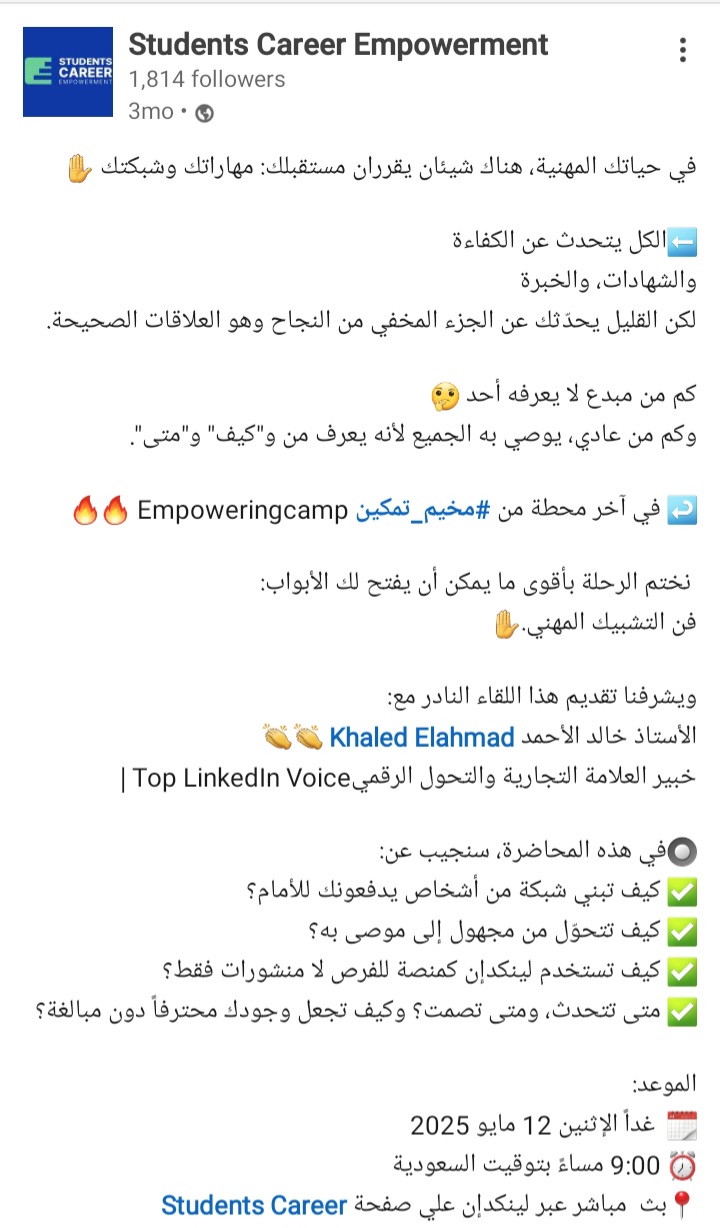 STUDENTS
CAREER
EMPOWERMENT
Students Career Empowerment
1,814 followers
3mo •
في حياتك المهنية، هناك شيئان يقرران مستقبلك: مهاراتك وشبكتك ✋
⬅️الكل يتحدث عن الكفاءة
والشهادات، والخبرة
لكن القليل يحدّثك عن الجزء المخفي من النجاح وهو العلاقات الصحيحة.
كم من مبدع لا يعرفه أحد 🤔
وكم من عادي، يوصي به الجميع لأنه يعرف من و"كيف" و"متى".
↩️ في آخر محطة من #مخيم_تمكين Empoweringcamp 🔥🔥
نختم الرحلة بأقوى ما يمكن أن يفتح لك الأبواب:
فن التشبيك المهني.✋
ويشرفنا تقديم هذا اللقاء النادر مع:
الأستاذ خالد الأحمد Khaled Elahmad 👏👏
خبير العلامة التجارية والتحول الرقميTop LinkedIn Voice |
🔘في هذه المحاضرة، سنجيب عن:
✅ كيف تبني شبكة من أشخاص يدفعونك للأمام؟
✅ كيف تتحوّل من مجهول إلى موصى به؟
✅ كيف تستخدم لينكدإن كمنصة للفرص لا منشورات فقط؟
✅ متى تتحدث، ومتى تصمت؟ وكيف تجعل وجودك محترفاً دون مبالغة؟
الموعد:
🗓️ غداً الإثنين 12 مايو 2025
⏰ 9:00 مساءً بتوقيت السعودية
📍بث مباشر عبر لينكدإن علي صفحة Students Career